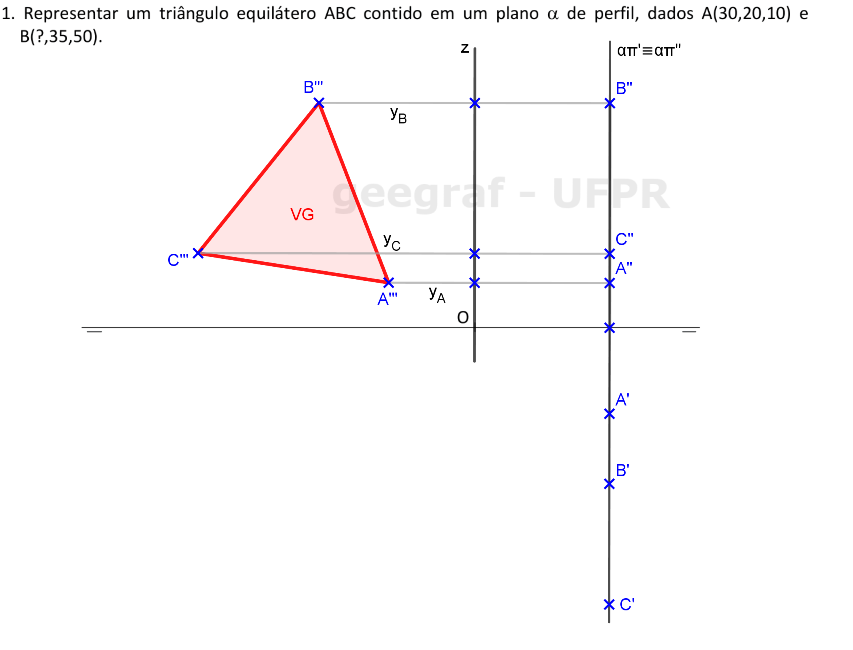 1. Representar um triângulo equilátero ABC contido em um plano α de perfil, dados A(30,20,10) e
B(?,35,50).
z
απ'≡απ"
B'''
B"
yB
geegraf - UFPR
VG
C"
yC
C'''
A"
A'''
yA
O
A'
B'
C'